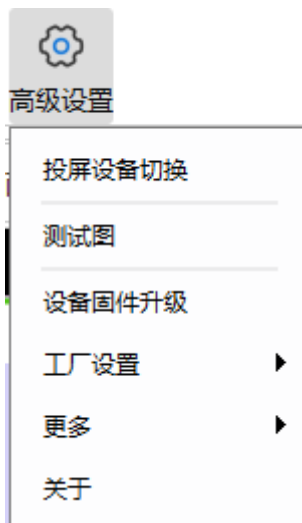 高级设置
投屏设备切换
测试图
设备固件升级
工厂设置
更多
关于